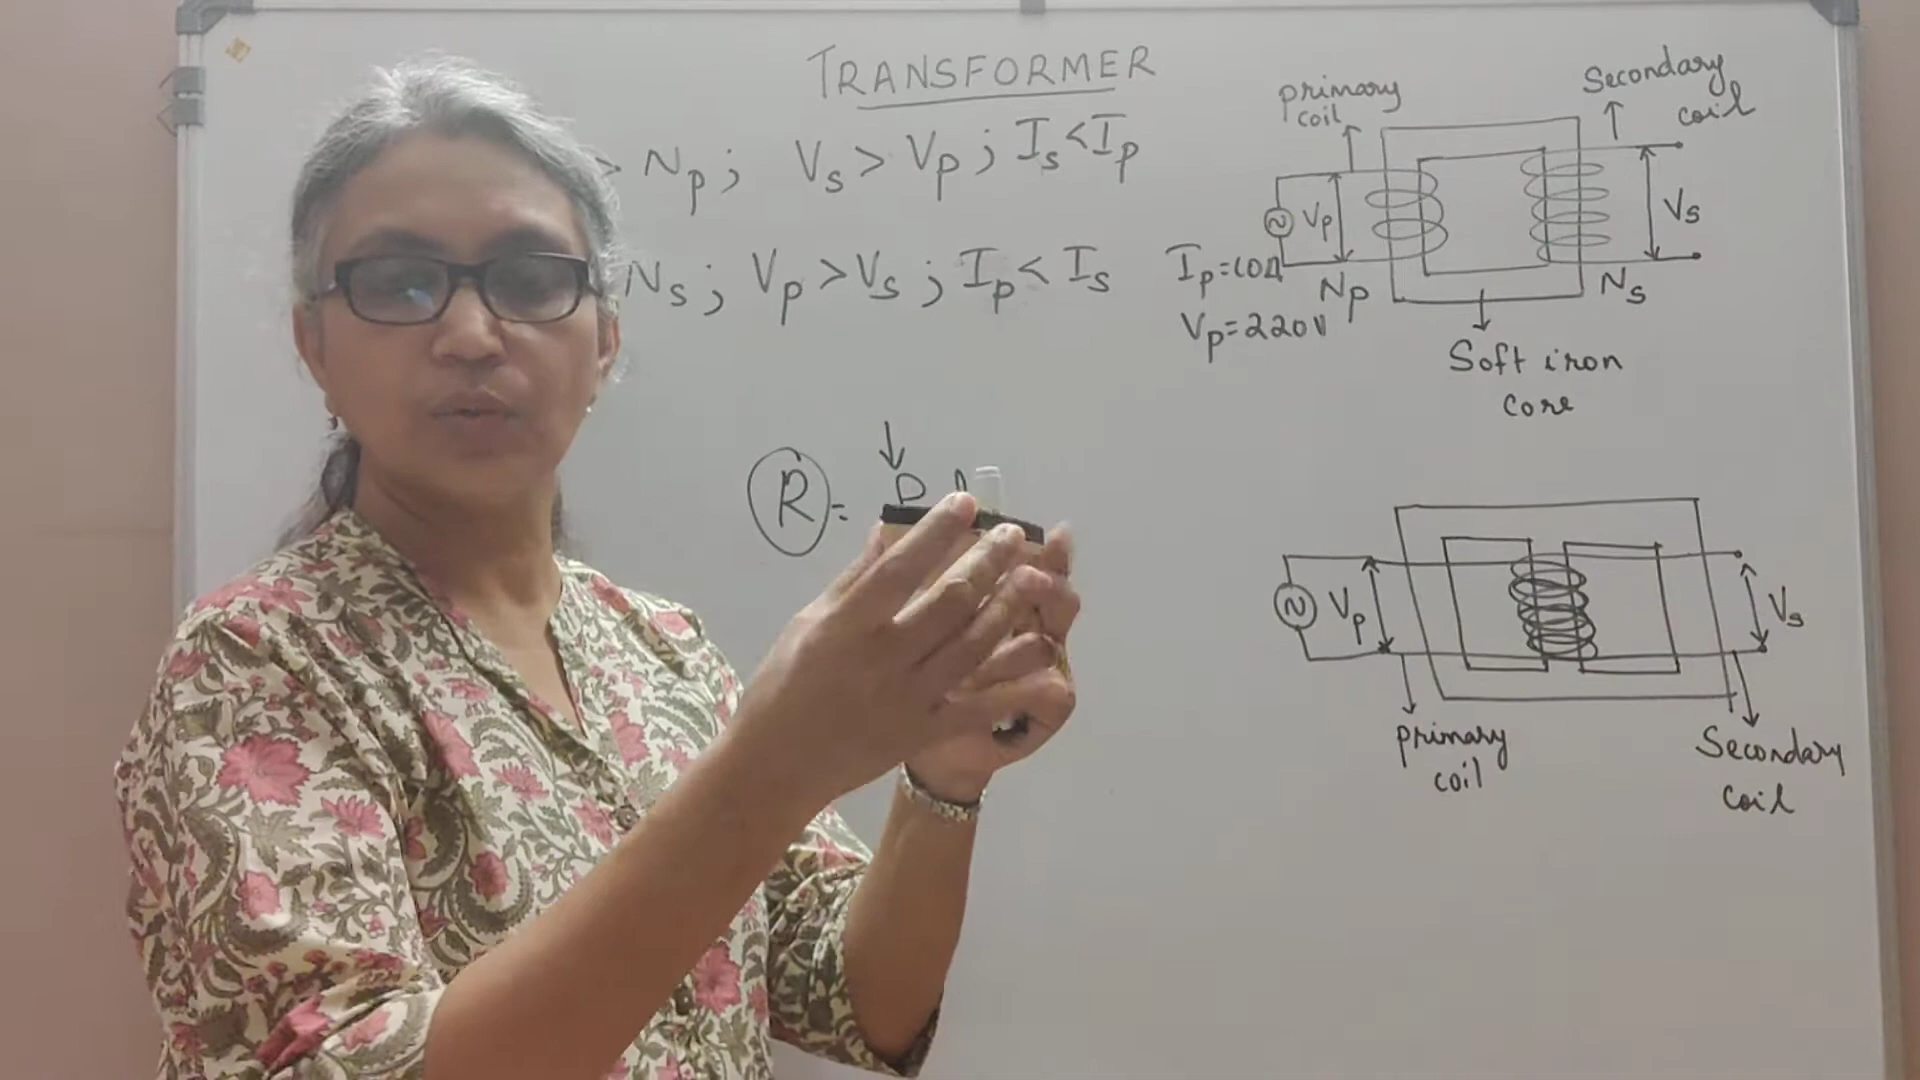 TRANSFORMER
> Np ; Vs > Vp ; Is < Ip
Ns ; Vp > Vs ; Ip < Is
R =
primary
coil
Secondary
coil
Vp
Vs
Ip=10A
Vp=220V
Np
Ns
Soft iron
core
Vp
Vs
primary
coil
Secondary
coil